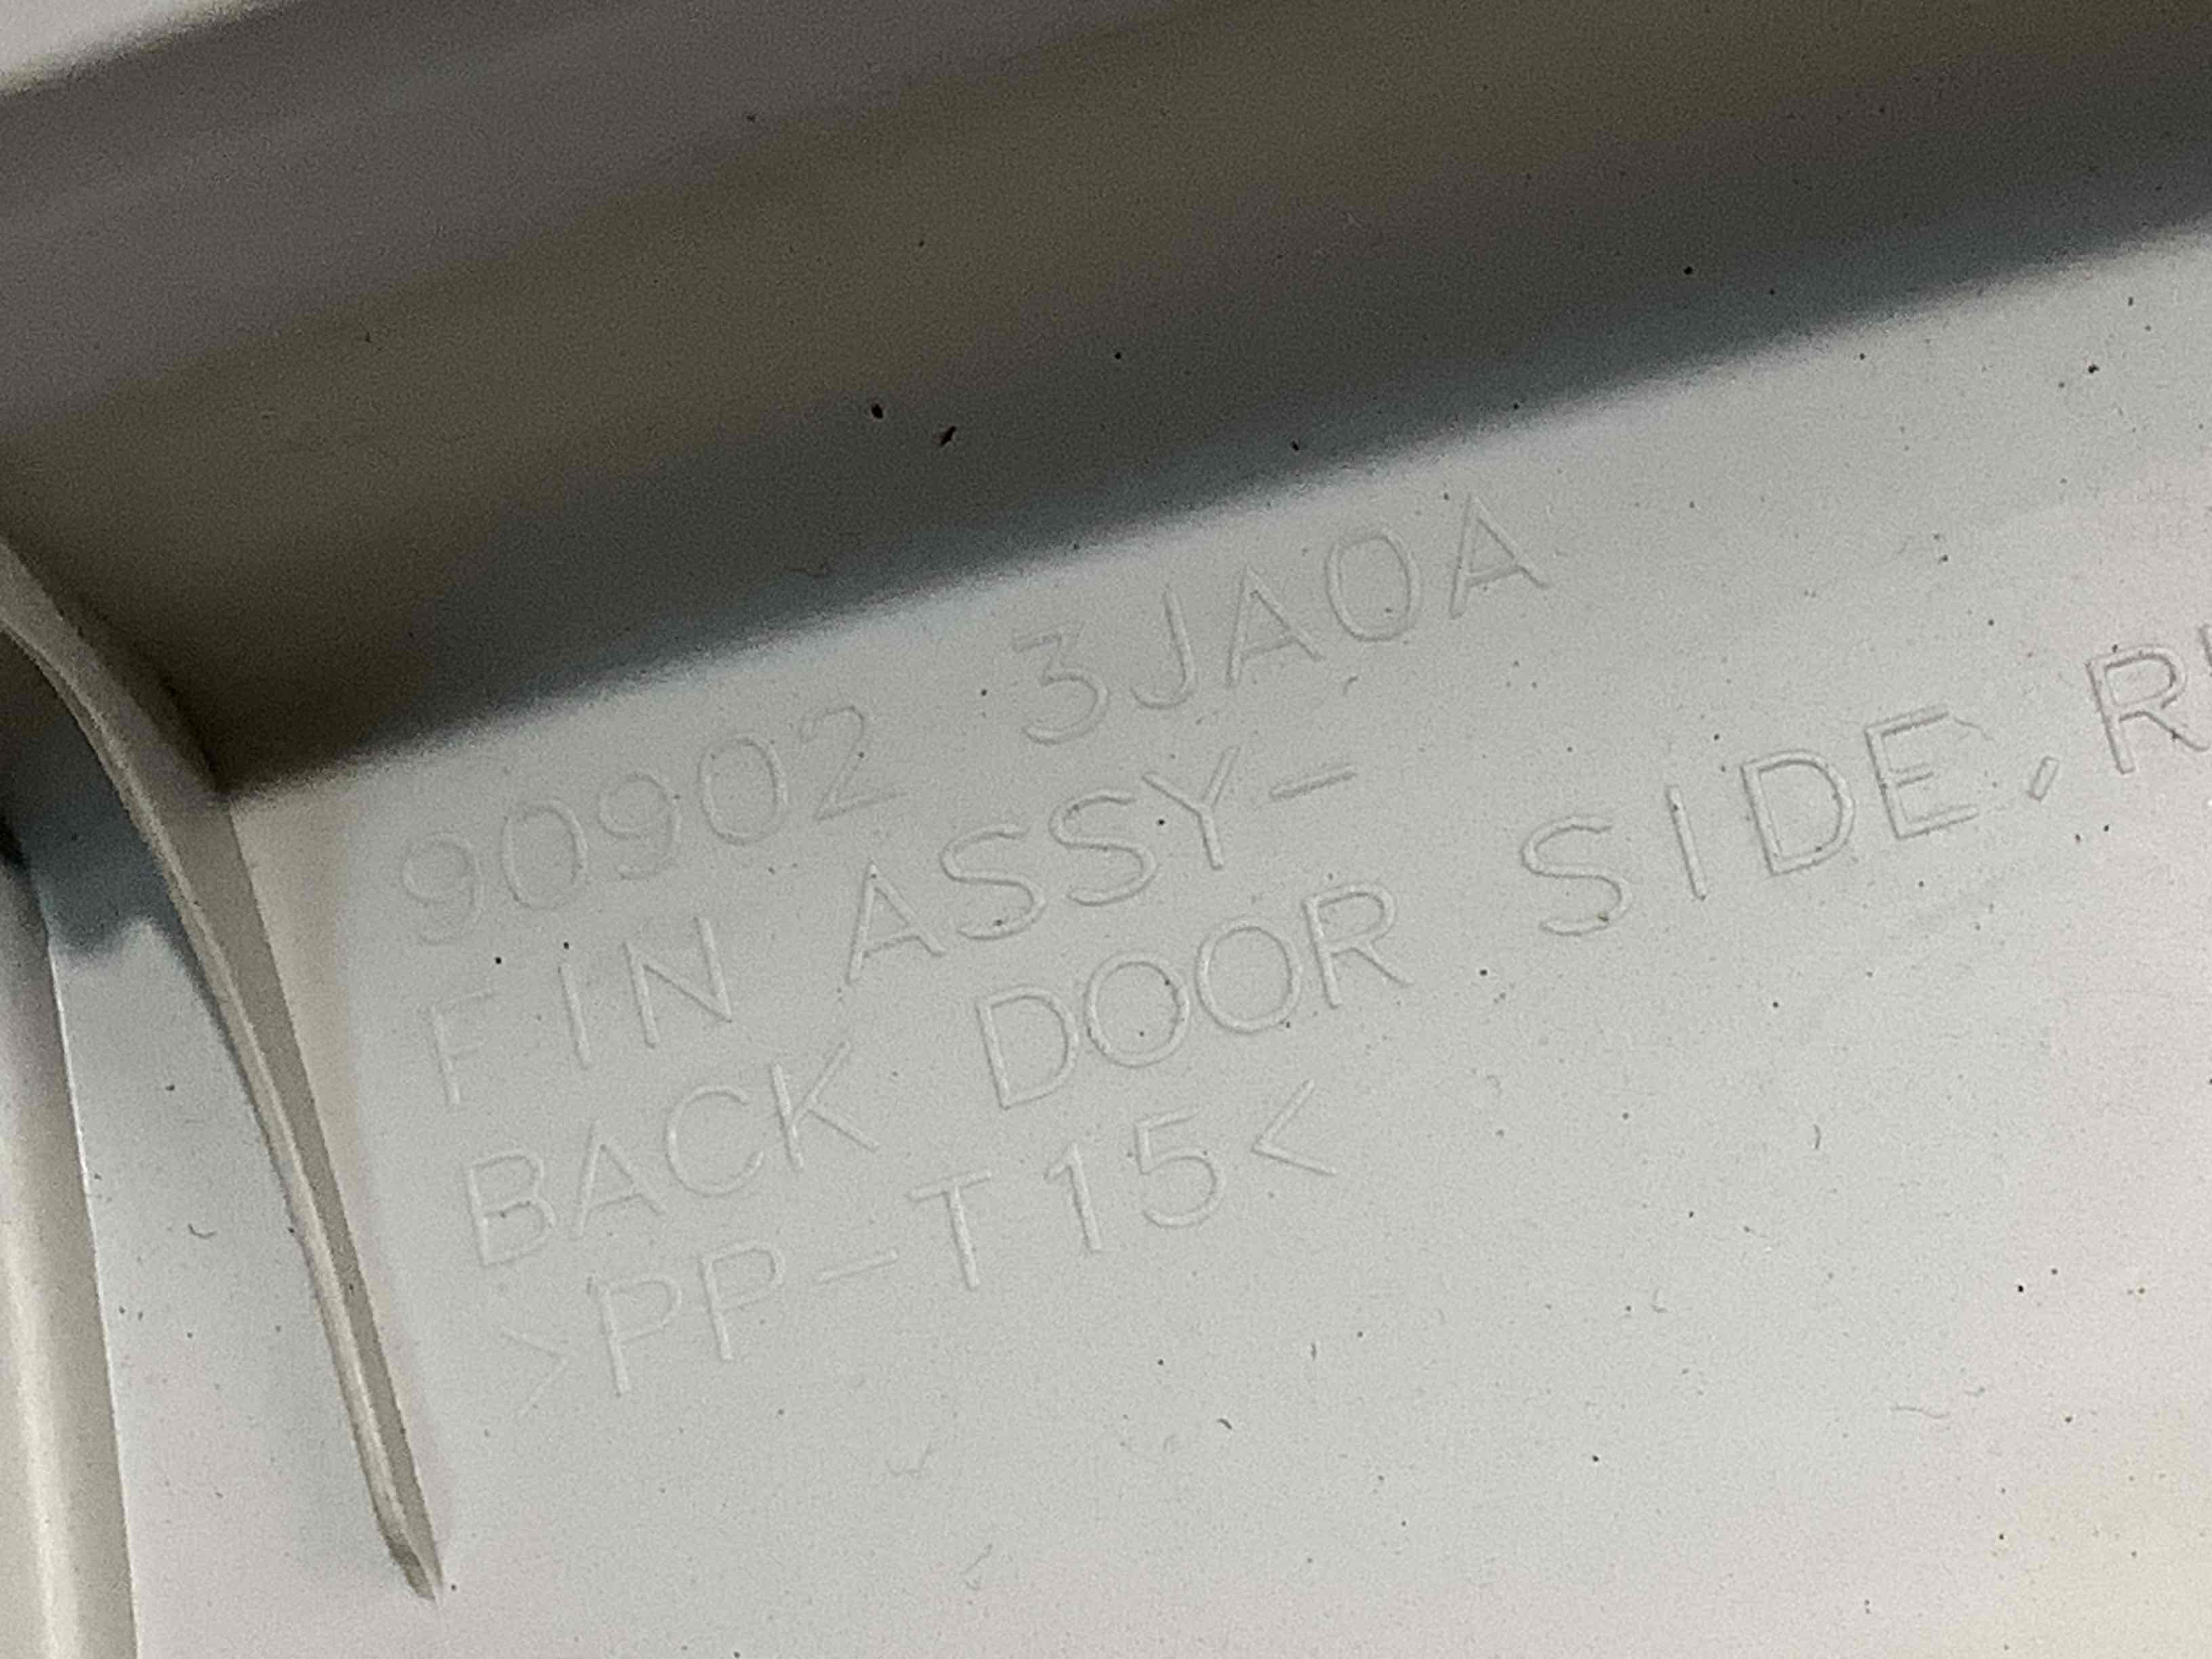 90902 3JA0A
FIN ASSY-
BACK DOOR SIDE,R
>PP-T15<